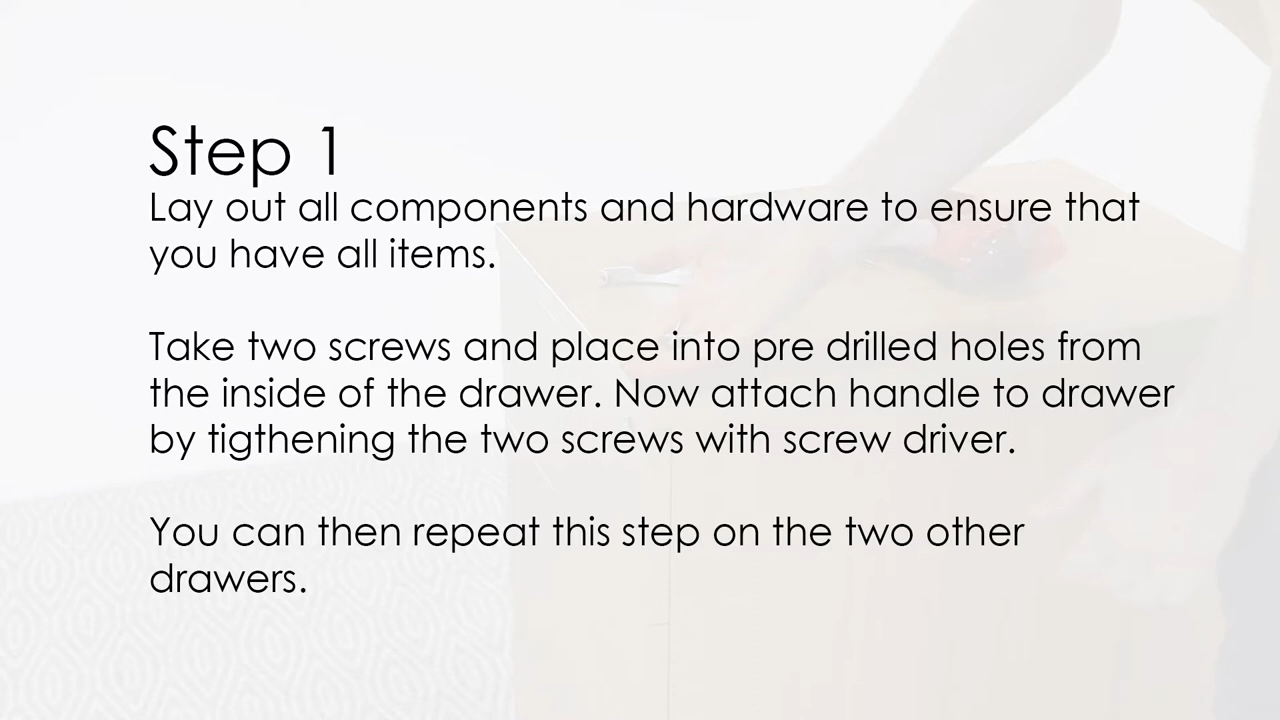 Step 1
Lay out all components and hardware to ensure that
you have all items.
Take two screws and place into pre drilled holes from
the inside of the drawer. Now attach handle to drawer
by tigthening the two screws with screw driver.
You can then repeat this step on the two other
drawers.